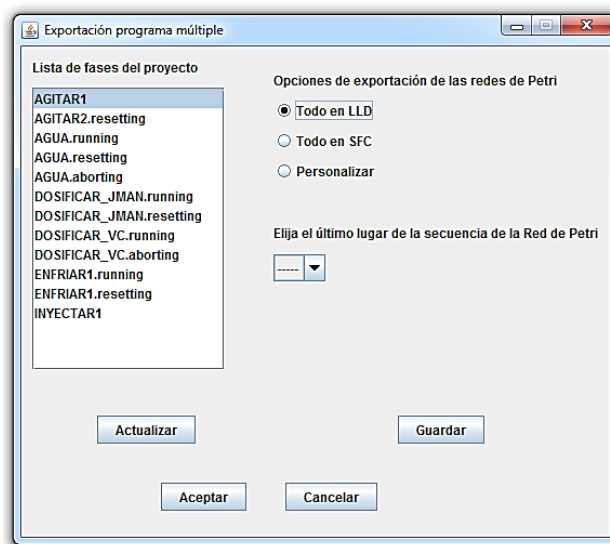 Exportación programa múltiple
Lista de fases del proyecto
AGITAR1
AGITAR2.resetting
AGUA.running
AGUA.resetting
AGUA.aborting
DOSIFICAR_JMAN.running
DOSIFICAR_JMAN.resetting
DOSIFICAR_VC.running
DOSIFICAR_VC.aborting
ENFRIAR1.running
ENFRIAR1.resetting
INYECTAR1
Opciones de exportación de las redes de Petri
Todo en LLD
Todo en SFC
Personalizar
Elija el último lugar de la secuencia de la Red de Petri
-----
Actualizar
Guardar
Aceptar
Cancelar